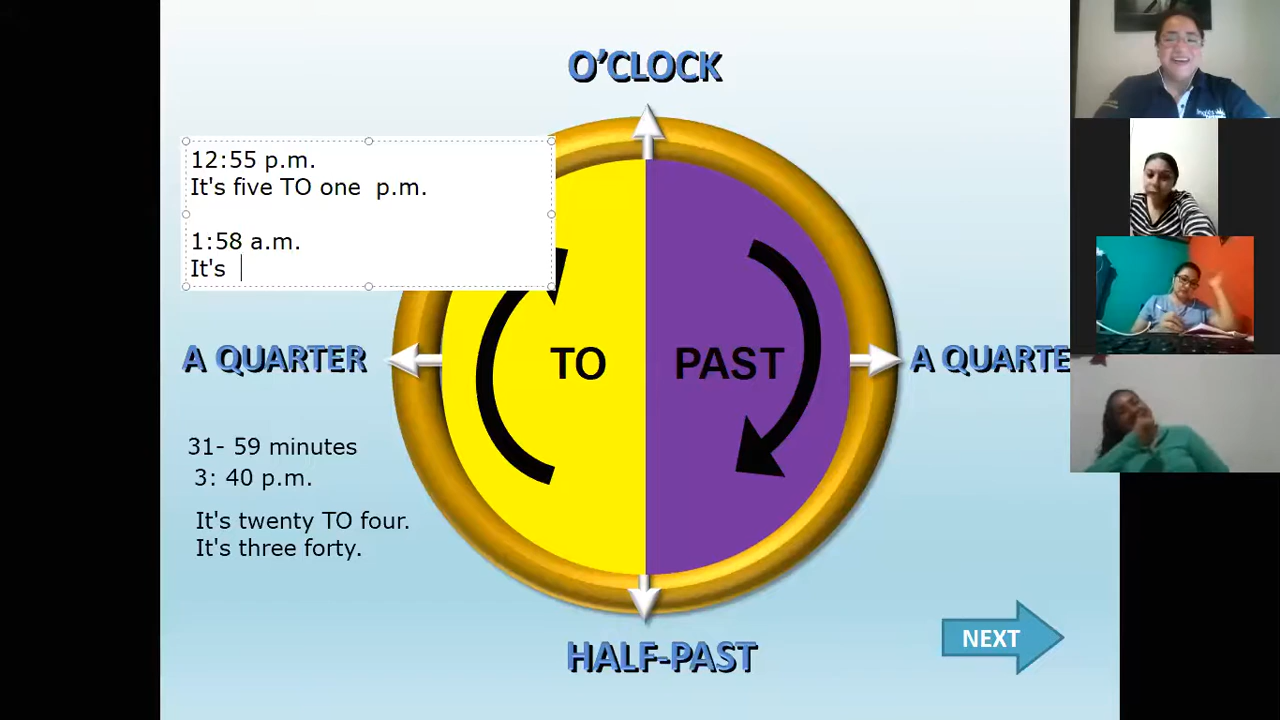 O'CLOCK
12:55 p.m.
It's five TO one p.m.
1:58 a.m.
It's
TO
PAST
A QUARTER
A QUARTE
31- 59 minutes
3: 40 p.m.
It's twenty TO four.
It's three forty.
HALF-PAST
NEXT